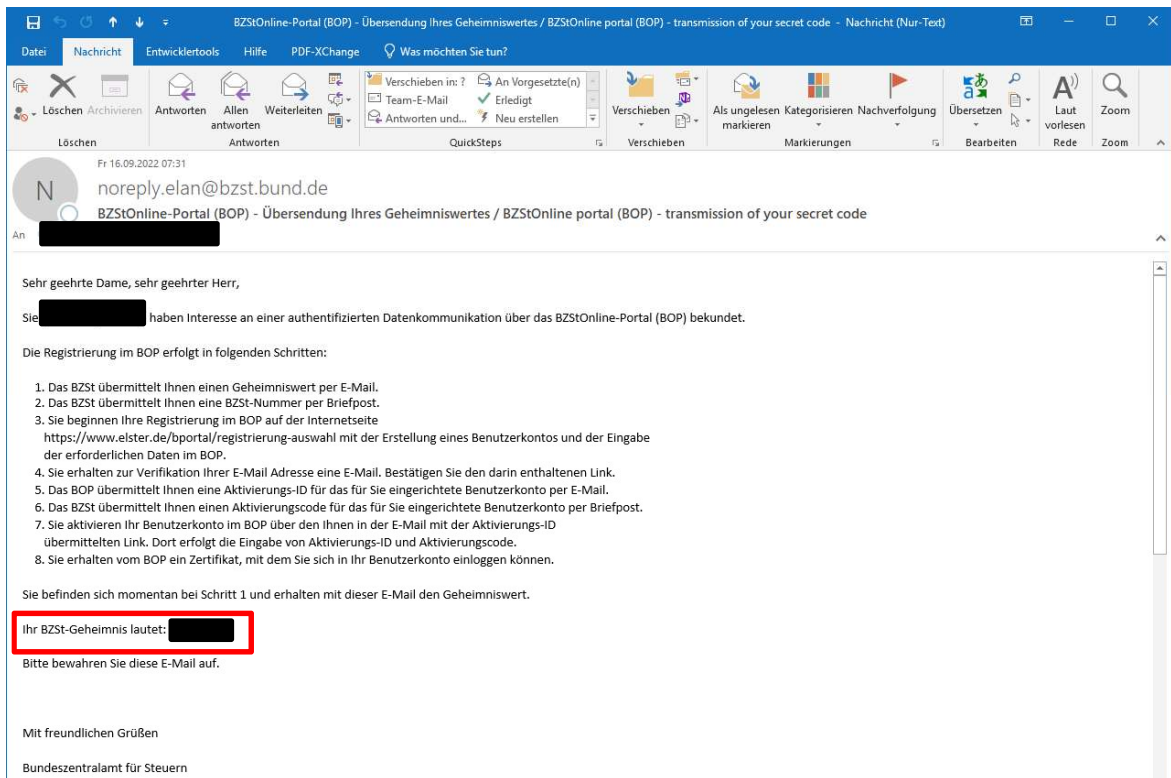 BZStOnline-Portal (BOP) - Übersendung Ihres Geheimniswertes / BZStOnline portal (BOP) - transmission of your secret code - Nachricht (Nur-Text)
Datei Nachricht Entwicklertools Hilfe PDF-XChange Was möchten Sie tun?
Löschen Archivieren Antworten Allen antworten Weiterleiten
Verschieben in: ? An Vorgesetzte(n)
Team-E-Mail Erledigt
Antworten und... Neu erstellen
Verschieben Als ungelesen markieren Kategorisieren Nachverfolgung Übersetzen Laut vorlesen Zoom
Löschen Antworten QuickSteps Verschieben Markierungen Bearbeiten Rede Zoom
Fr 16.09.2022 07:31
N
noreply.elan@bzst.bund.de
BZStOnline-Portal (BOP) - Übersendung Ihres Geheimniswertes / BZStOnline portal (BOP) - transmission of your secret code
An
Sehr geehrte Dame, sehr geehrter Herr,
Sie haben Interesse an einer authentifizierten Datenkommunikation über das BZStOnline-Portal (BOP) bekundet.
Die Registrierung im BOP erfolgt in folgenden Schritten:
1. Das BZSt übermittelt Ihnen einen Geheimniswert per E-Mail.
2. Das BZSt übermittelt Ihnen eine BZSt-Nummer per Briefpost.
3. Sie beginnen Ihre Registrierung im BOP auf der Internetseite
https://www.elster.de/bportal/registrierung-auswahl mit der Erstellung eines Benutzerkontos und der Eingabe
der erforderlichen Daten im BOP.
4. Sie erhalten zur Verifikation Ihrer E-Mail Adresse eine E-Mail. Bestätigen Sie den darin enthaltenen Link.
5. Das BOP übermittelt Ihnen eine Aktivierungs-ID für das für Sie eingerichtete Benutzerkonto per E-Mail.
6. Das BZSt übermittelt Ihnen einen Aktivierungscode für das für Sie eingerichtete Benutzerkonto per Briefpost.
7. Sie aktivieren Ihr Benutzerkonto im BOP über den Ihnen in der E-Mail mit der Aktivierungs-ID
übermittelten Link. Dort erfolgt die Eingabe von Aktivierungs-ID und Aktivierungscode.
8. Sie erhalten vom BOP ein Zertifikat, mit dem Sie sich in Ihr Benutzerkonto einloggen können.
Sie befinden sich momentan bei Schritt 1 und erhalten mit dieser E-Mail den Geheimniswert.
Ihr BZSt-Geheimnis lautet:
Bitte bewahren Sie diese E-Mail auf.
Mit freundlichen Grüßen
Bundeszentralamt für Steuern